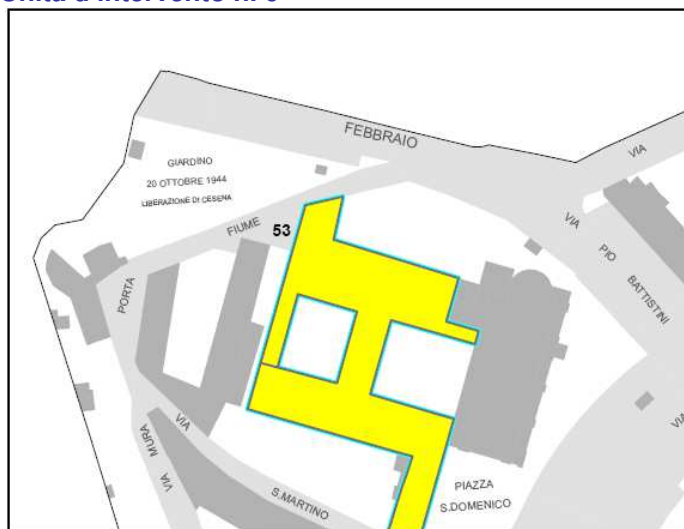 Unità d'intervento n. 6
FEBBRAIO
VIA
GIARDINO
20 OTTOBRE 1944
LIBERAZIONE DI CESENA
FIUME
53
VIA
PIO
BATTISTINI
PORTA
VIA
VIA
MURA
VIA
S.MARTINO
PIAZZA
S.DOMENICO